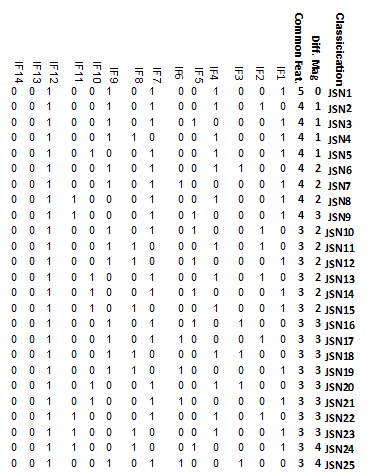 IF14 IF13 IF12 IF11 IF10 IF9 IF8 IF7 IF6 IF5 IF4 IF3 IF2 IF1 Common Feat. Diff. Mag Classicication
0 0 1 0 0 1 0 1 0 0 1 0 0 1 5 0 JSN1
0 0 1 0 0 1 0 1 0 0 1 0 1 0 4 1 JSN2
0 0 1 0 0 1 0 1 0 1 0 0 0 1 4 1 JSN3
0 0 1 0 0 1 1 0 0 0 1 0 0 1 4 1 JSN4
0 0 1 0 1 0 0 1 0 0 1 0 0 1 4 1 JSN5
0 0 1 0 0 1 0 1 0 0 1 1 0 0 4 2 JSN6
0 0 1 0 0 1 0 1 1 0 0 0 0 1 4 2 JSN7
0 0 1 1 0 0 0 1 0 0 1 0 0 1 4 2 JSN8
0 0 1 1 0 0 0 1 0 1 0 0 0 1 4 3 JSN9
0 0 1 0 0 1 0 1 0 1 0 0 1 0 3 2 JSN10
0 0 1 0 0 1 1 0 0 0 1 0 1 0 3 2 JSN11
0 0 1 0 0 1 1 0 0 1 0 0 0 1 3 2 JSN12
0 0 1 0 1 0 0 1 0 0 1 0 1 0 3 2 JSN13
0 0 1 0 1 0 0 1 0 1 0 0 0 1 3 2 JSN14
0 0 1 0 1 0 1 0 0 0 1 0 0 1 3 2 JSN15
0 0 1 0 0 1 0 1 0 1 0 1 0 0 3 3 JSN16
0 0 1 0 0 1 0 1 1 0 0 0 1 0 3 3 JSN17
0 0 1 0 0 1 1 0 0 0 1 1 0 0 3 3 JSN18
0 0 1 0 0 1 1 0 1 0 0 0 0 1 3 3 JSN19
0 0 1 0 1 0 0 1 0 0 1 1 0 0 3 3 JSN20
0 0 1 0 1 0 0 1 1 0 0 0 0 1 3 3 JSN21
0 0 1 1 0 0 0 1 0 0 1 0 1 0 3 3 JSN22
0 0 1 1 0 0 1 0 0 0 1 0 0 1 3 3 JSN23
0 0 1 1 0 0 1 0 0 1 0 0 0 1 3 4 JSN24
0 0 1 0 0 1 0 1 1 0 0 1 0 0 3 4 JSN25